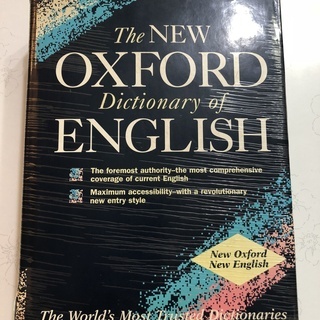 The NEW
OXFORD
Dictionary of
ENGLISH
The foremost authority–the most comprehensive
coverage of current English
Maximum accessibility–with a revolutionary
new entry style
New Oxford
New English
The World's Most Trusted Dictionaries